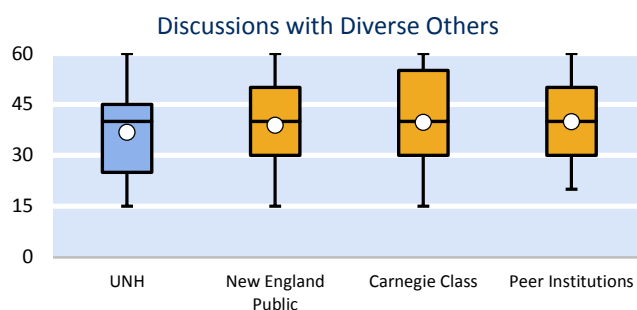 Discussions with Diverse Others
60
45
30
15
0
UNH
New England
Public
Carnegie Class
Peer Institutions